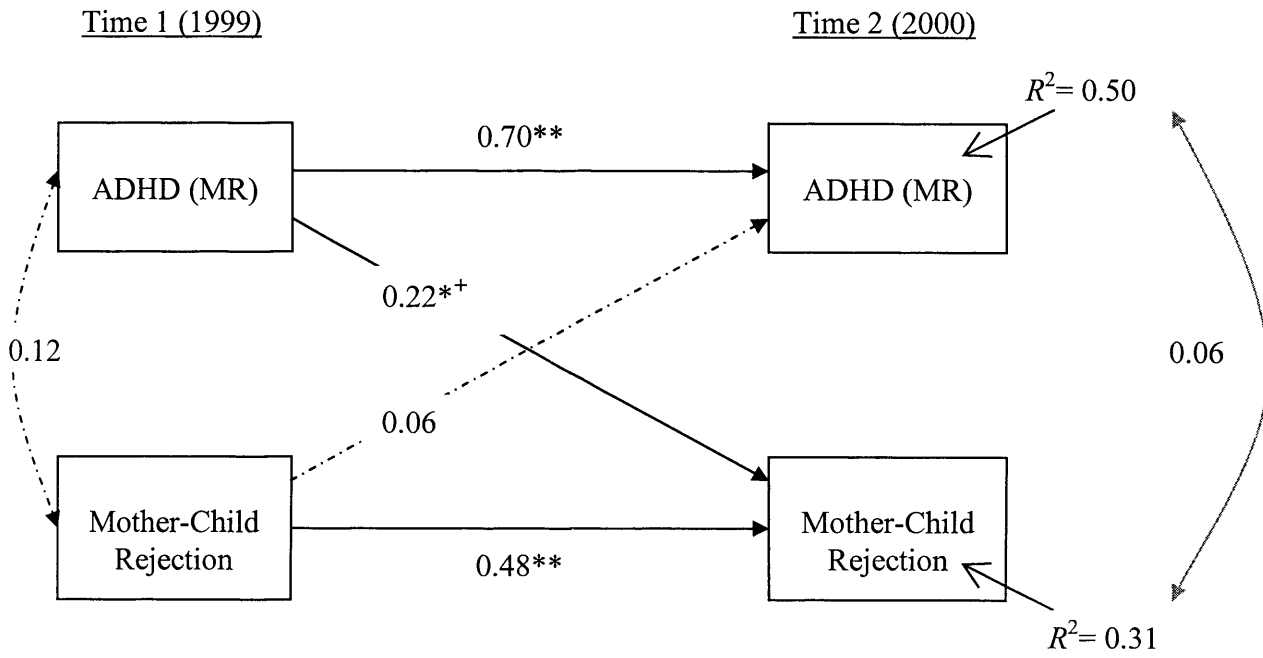 Time 1 (1999)
Time 2 (2000)
R²= 0.50
0.70**
ADHD (MR)
ADHD (MR)
0.22*⁺
0.12
0.06
0.06
Mother-Child
Rejection
Mother-Child
Rejection
0.48**
R²= 0.31